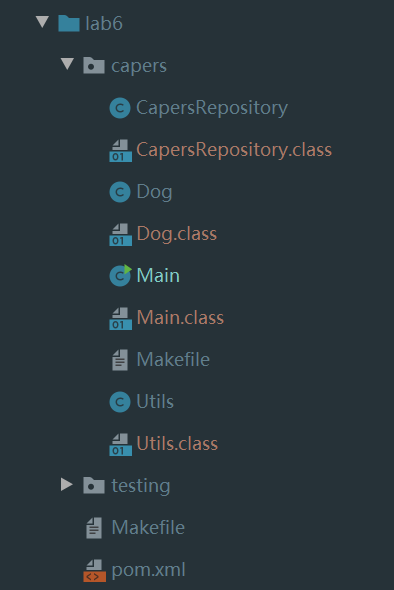 lab6
capers
CapersRepository
CapersRepository.class
Dog
Dog.class
Main
Main.class
Makefile
Utils
Utils.class
testing
Makefile
pom.xml